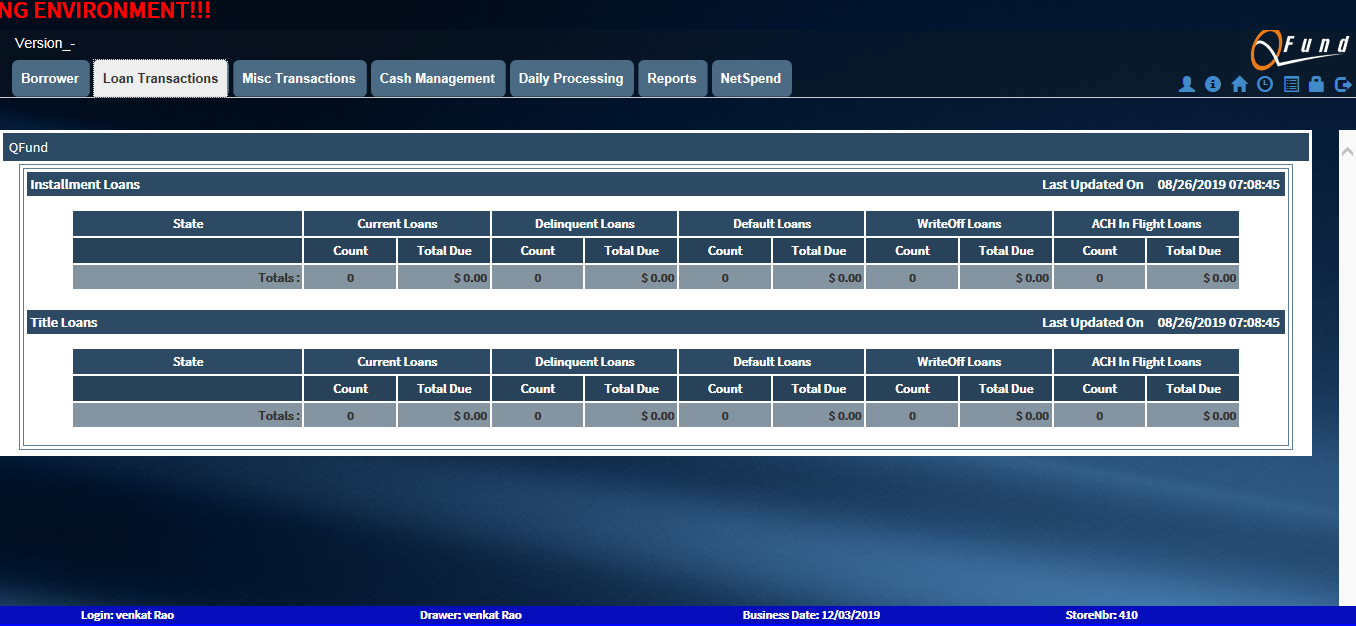 NG ENVIRONMENT!!!
Version_-
QFund
Borrower Loan Transactions Misc Transactions Cash Management Daily Processing Reports NetSpend
QFund
Installment Loans Last Updated On 08/26/2019 07:08:45
State Current Loans Delinquent Loans Default Loans WriteOff Loans ACH In Flight Loans
Count Total Due Count Total Due Count Total Due Count Total Due Count Total Due
Totals : 0 $ 0.00 0 $ 0.00 0 $ 0.00 0 $ 0.00 0 $ 0.00
Title Loans Last Updated On 08/26/2019 07:08:45
State Current Loans Delinquent Loans Default Loans WriteOff Loans ACH In Flight Loans
Count Total Due Count Total Due Count Total Due Count Total Due Count Total Due
Totals : 0 $ 0.00 0 $ 0.00 0 $ 0.00 0 $ 0.00 0 $ 0.00
Login: venkat Rao Drawer: venkat Rao Business Date: 12/03/2019 StoreNbr: 410